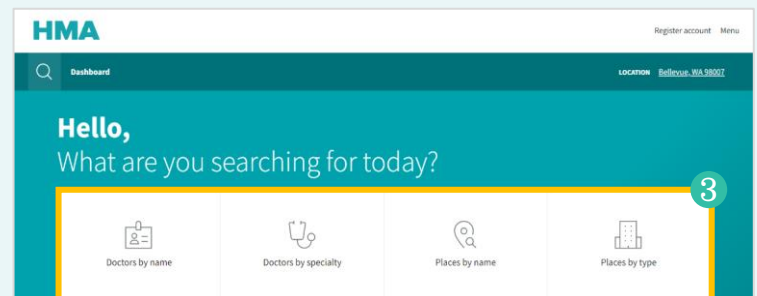 HMA
Register account Menu
Dashboard
LOCATION Bellevue, WA 98007
Hello,
What are you searching for today?
3
Doctors by name
Doctors by specialty
Places by name
Places by type